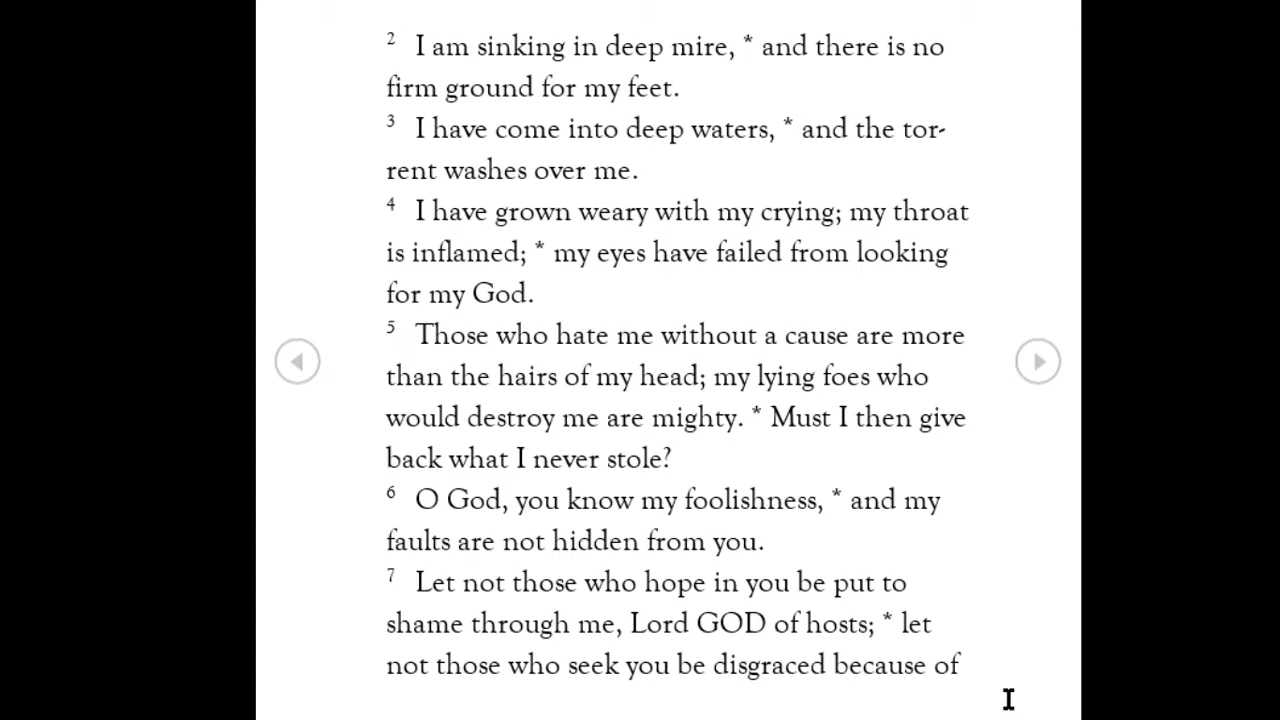 2 I am sinking in deep mire, * and there is no
firm ground for my feet.
3 I have come into deep waters, * and the tor-
rent washes over me.
4 I have grown weary with my crying; my throat
is inflamed; * my eyes have failed from looking
for my God.
5 Those who hate me without a cause are more
than the hairs of my head; my lying foes who
would destroy me are mighty. * Must I then give
back what I never stole?
6 O God, you know my foolishness, * and my
faults are not hidden from you.
7 Let not those who hope in you be put to
shame through me, Lord GOD of hosts; * let
not those who seek you be disgraced because of